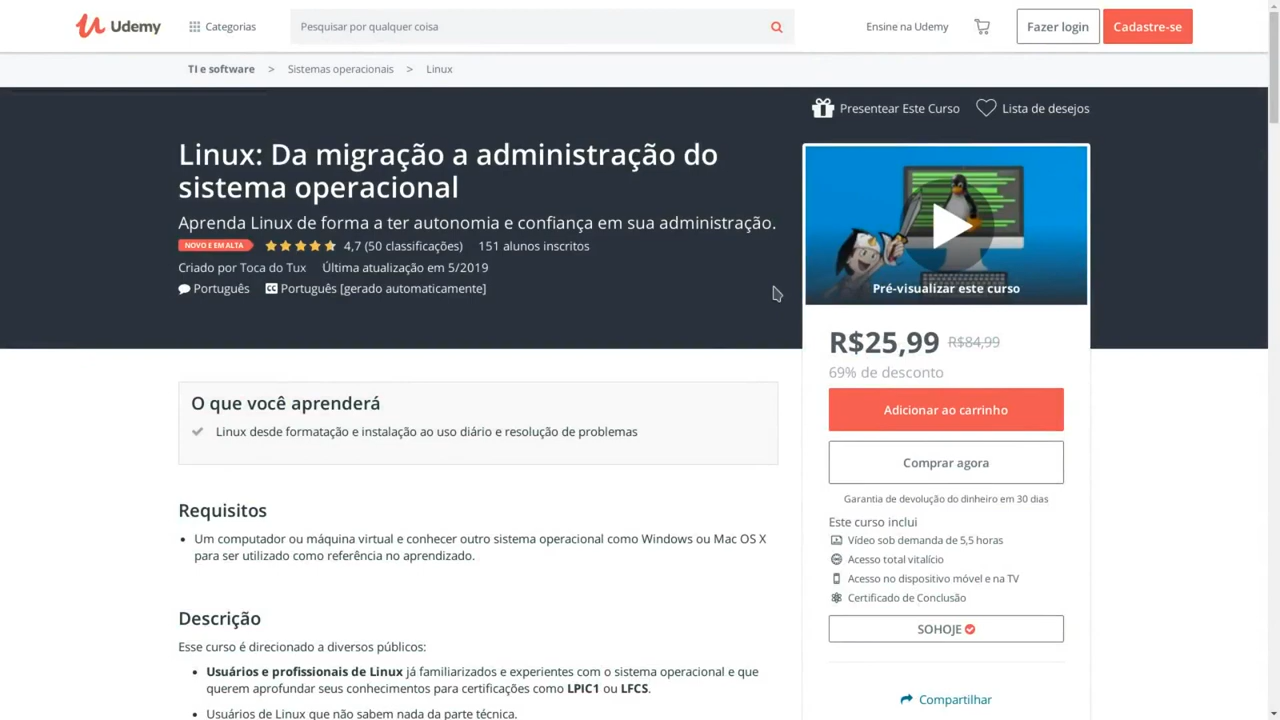 Udemy
Categorias
Pesquisar por qualquer coisa
Ensine na Udemy
Fazer login
Cadastre-se
TI e software > Sistemas operacionais > Linux
Presentear Este Curso
Lista de desejos
Linux: Da migração a administração do
sistema operacional
Aprenda Linux de forma a ter autonomia e confiança em sua administração.
NOVO E EM ALTA 4,7 (50 classificações) 151 alunos inscritos
Criado por Toca do Tux Última atualização em 5/2019
Português CC Português [gerado automaticamente]
Pré-visualizar este curso
R$25,99 R$84,99
69% de desconto
Adicionar ao carrinho
Comprar agora
Garantia de devolução do dinheiro em 30 dias
Este curso inclui
Vídeo sob demanda de 5,5 horas
Acesso total vitalício
Acesso no dispositivo móvel e na TV
Certificado de Conclusão
SOHOJE
Compartilhar
O que você aprenderá
Linux desde formatação e instalação ao uso diário e resolução de problemas
Requisitos
• Um computador ou máquina virtual e conhecer outro sistema operacional como Windows ou Mac OS X
para ser utilizado como referência no aprendizado.
Descrição
Esse curso é direcionado a diversos públicos:
• Usuários e profissionais de Linux já familiarizados e experientes com o sistema operacional e que
querem aprofundar seus conhecimentos para certificações como LPIC1 ou LFCS.
• Usuários de Linux que não sabem nada da parte técnica.